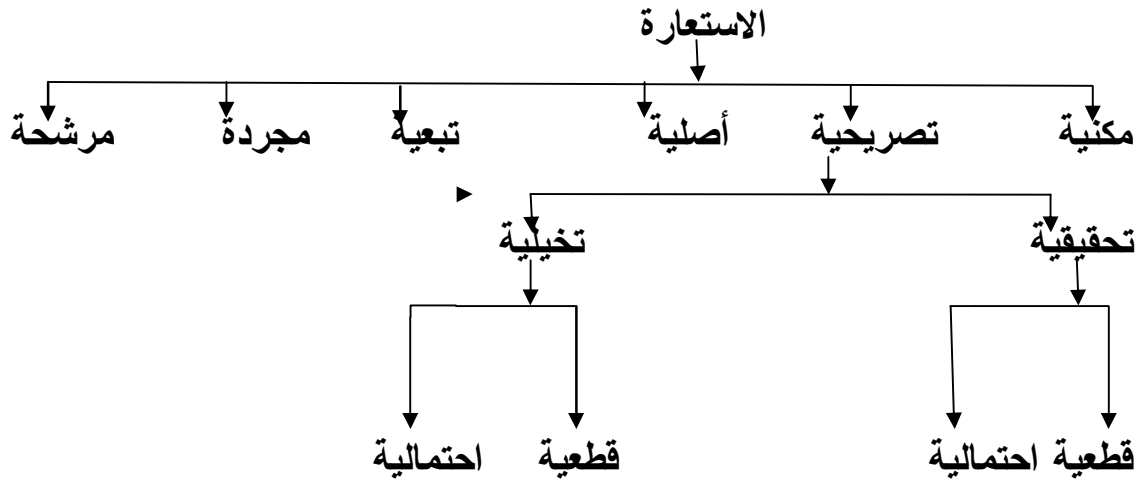 الاستعارة
مكنية تصريحية أصلية تبعية مجردة مرشحة
تحقيقية تخيلية
قطعية احتمالية قطعية احتمالية